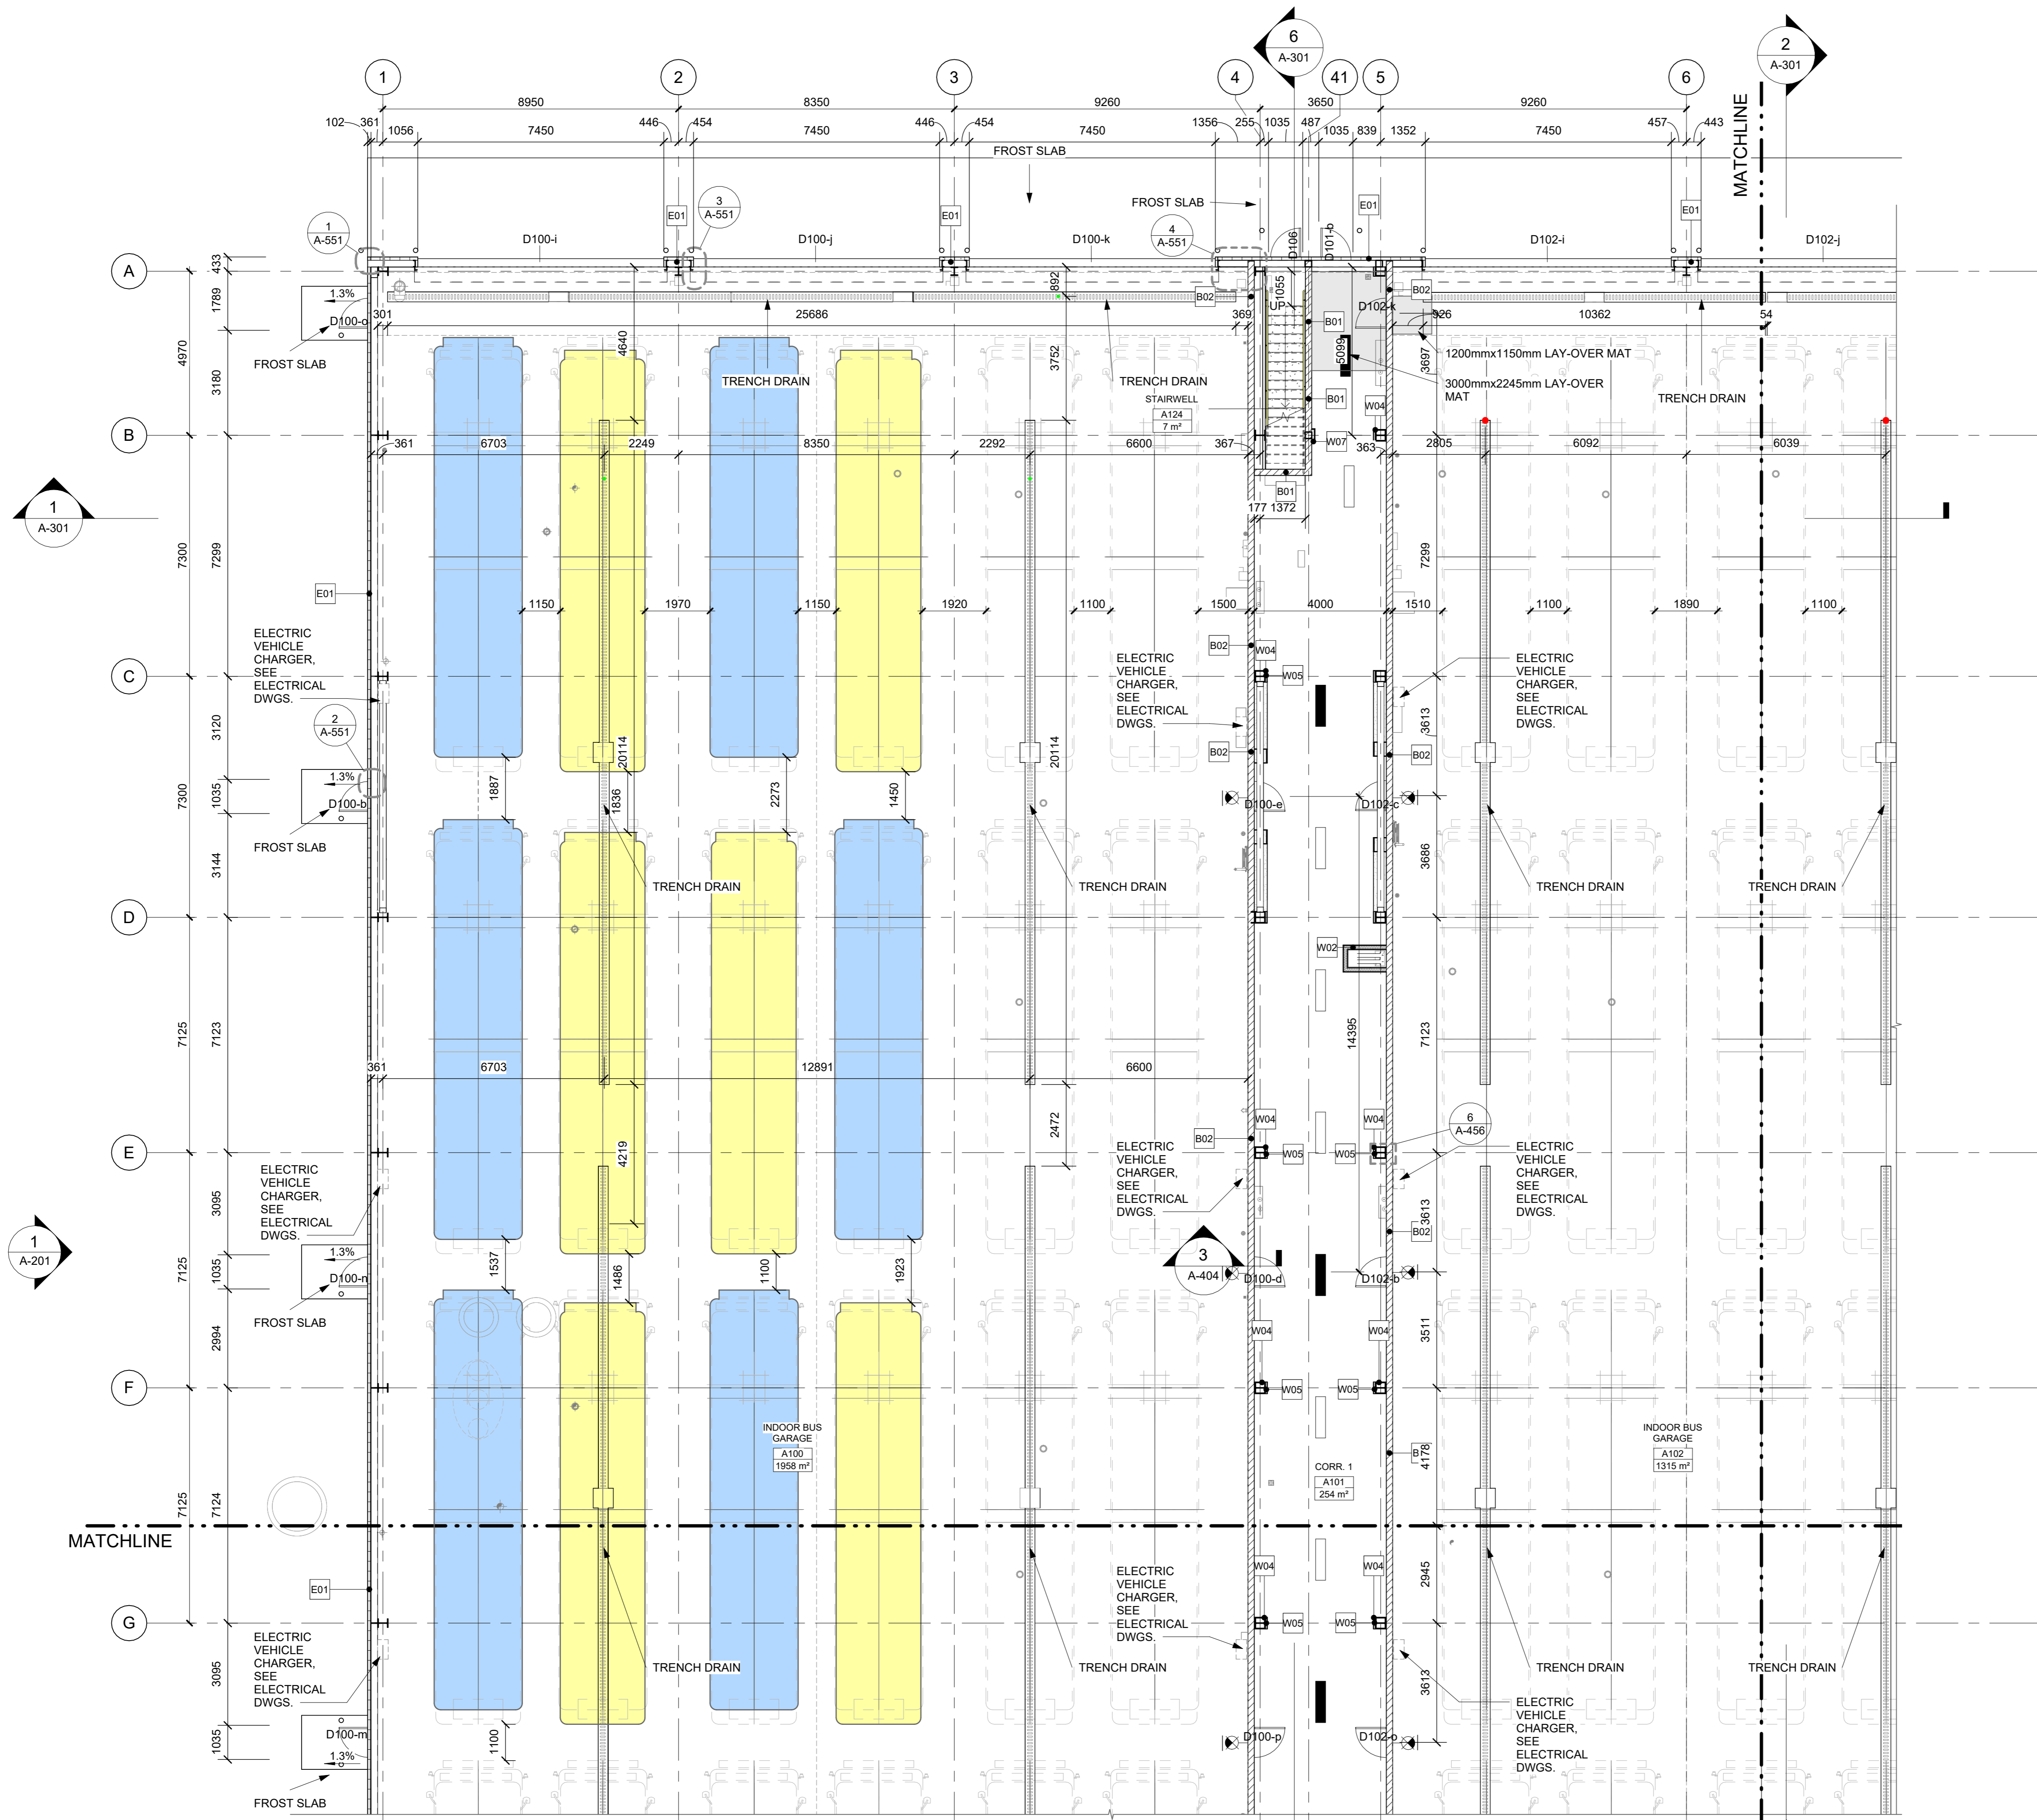 6
A-301
2
A-301
1
2
3
4
41
5
6
MATCHLINE
8950
8350
9260
3650
9260
102
361
1056
7450
446
454
7450
446
454
7450
1356
255
1035
487
1035
839
1352
7450
457
443
FROST SLAB
FROST SLAB
E01
E01
E01
E01
1
A-551
3
A-551
4
A-551
D100-i
D100-j
D100-k
D106
D101-b
D102-i
D102-j
A
433
1789
4970
3180
1.3%
D100-o
FROST SLAB
301
25686
369
892
4640
3752
B02
1055
UP
B01
5099
D102-k
B02
926
10362
54
3697
1200mmx1150mm LAY-OVER MAT
3000mmx2245mm LAY-OVER
MAT
TRENCH DRAIN
TRENCH DRAIN
TRENCH DRAIN
STAIRWELL
A124
7 m²
B01
W04
B
361
6703
2249
8350
2292
6600
367
W07
363
2805
6092
6039
B01
177
1372
1
A-301
7300
7299
7299
E01
1150
1970
1150
1920
1100
1500
4000
1510
1100
1890
1100
ELECTRIC
VEHICLE
CHARGER,
SEE
ELECTRICAL
DWGS.
B02
W04
ELECTRIC
VEHICLE
CHARGER,
SEE
ELECTRICAL
DWGS.
ELECTRIC
VEHICLE
CHARGER,
SEE
ELECTRICAL
DWGS.
C
W05
3120
3613
2
A-551
20114
20114
B02
B02
7300
1035
1.3%
D100-b
FROST SLAB
1887
1836
2273
1450
D100-e
D102-c
3144
3686
TRENCH DRAIN
TRENCH DRAIN
TRENCH DRAIN
TRENCH DRAIN
D
W02
7125
7123
14395
7123
361
6703
12891
6600
2472
W04
W04
6
A-456
E
B02
4219
W05
W05
ELECTRIC
VEHICLE
CHARGER,
SEE
ELECTRICAL
DWGS.
ELECTRIC
VEHICLE
CHARGER,
SEE
ELECTRICAL
DWGS.
ELECTRIC
VEHICLE
CHARGER,
SEE
ELECTRICAL
DWGS.
3095
3613
B02
1
A-201
7125
1035
1.3%
D100-n
FROST SLAB
1537
1486
1100
1923
3
A-404
D100-d
D102-b
2994
W04
W04
3511
F
W05
W05
INDOOR BUS
GARAGE
A100
1958 m²
INDOOR BUS
GARAGE
A102
1315 m²
CORR. 1
A101
254 m²
4178
7125
7124
MATCHLINE
E01
W04
W04
2945
ELECTRIC
VEHICLE
CHARGER,
SEE
ELECTRICAL
DWGS.
G
W05
W05
ELECTRIC
VEHICLE
CHARGER,
SEE
ELECTRICAL
DWGS.
3095
TRENCH DRAIN
TRENCH DRAIN
TRENCH DRAIN
TRENCH DRAIN
3613
ELECTRIC
VEHICLE
CHARGER,
SEE
ELECTRICAL
DWGS.
1035
D100-m
1.3%
FROST SLAB
1100
D100-p
D102-o